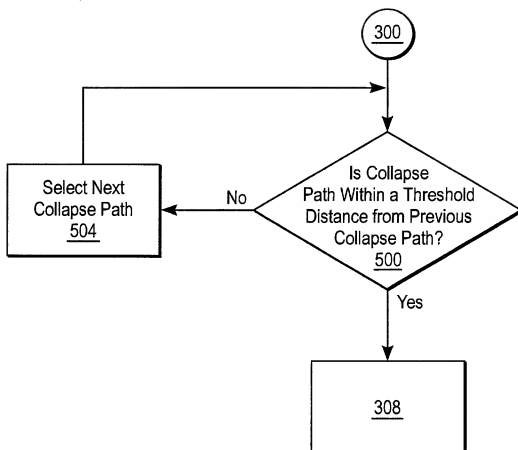 300
Is Collapse
Path Within a Threshold
Distance from Previous
Collapse Path?
500
No
Select Next
Collapse Path
504
Yes
308